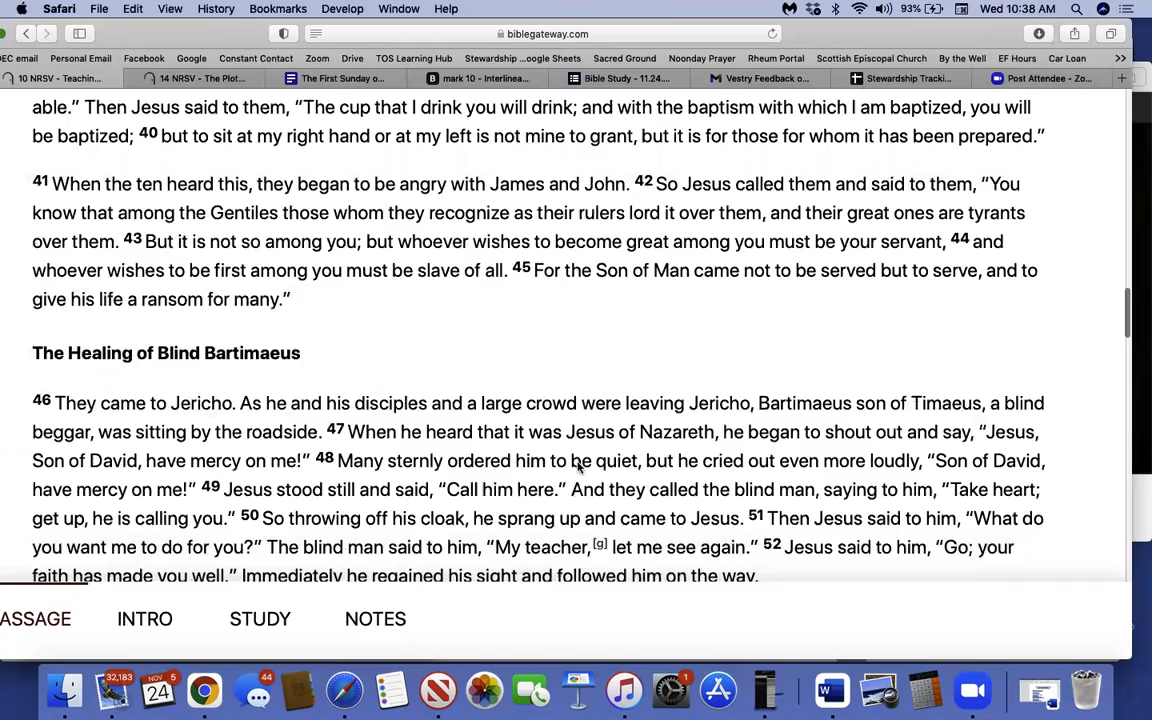 Safari File Edit View History Bookmarks Develop Window Help 93% Wed 10:38 AM
biblegateway.com
EC email Personal Email Facebook Google Constant Contact Zoom Drive TOS Learning Hub Stewardship ...oogle Sheets Sacred Ground Noonday Prayer Rheum Portal Scottish Episcopal Church By the Well EF Hours Car Loan >>
10 NRSV - Teachin... 14 NRSV - The Plot... The First Sunday o... mark 10 - Interlinea... Bible Study - 11.24.... Vestry Feedback o... Stewardship Tracki... Post Attendee - Zo...
able.” Then Jesus said to them, “The cup that I drink you will drink; and with the baptism with which I am baptized, you will
be baptized; 40 but to sit at my right hand or at my left is not mine to grant, but it is for those for whom it has been prepared.”
41 When the ten heard this, they began to be angry with James and John. 42 So Jesus called them and said to them, “You
know that among the Gentiles those whom they recognize as their rulers lord it over them, and their great ones are tyrants
over them. 43 But it is not so among you; but whoever wishes to become great among you must be your servant, 44 and
whoever wishes to be first among you must be slave of all. 45 For the Son of Man came not to be served but to serve, and to
give his life a ransom for many.”
The Healing of Blind Bartimaeus
46 They came to Jericho. As he and his disciples and a large crowd were leaving Jericho, Bartimaeus son of Timaeus, a blind
beggar, was sitting by the roadside. 47 When he heard that it was Jesus of Nazareth, he began to shout out and say, “Jesus,
Son of David, have mercy on me!” 48 Many sternly ordered him to be quiet, but he cried out even more loudly, “Son of David,
have mercy on me!” 49 Jesus stood still and said, “Call him here.” And they called the blind man, saying to him, “Take heart;
get up, he is calling you.” 50 So throwing off his cloak, he sprang up and came to Jesus. 51 Then Jesus said to him, “What do
you want me to do for you?” The blind man said to him, “My teacher,[g] let me see again.” 52 Jesus said to him, “Go; your
faith has made you well.” Immediately he regained his sight and followed him on the way.
ASSAGE INTRO STUDY NOTES
32,183 NOV 5 24 44 1